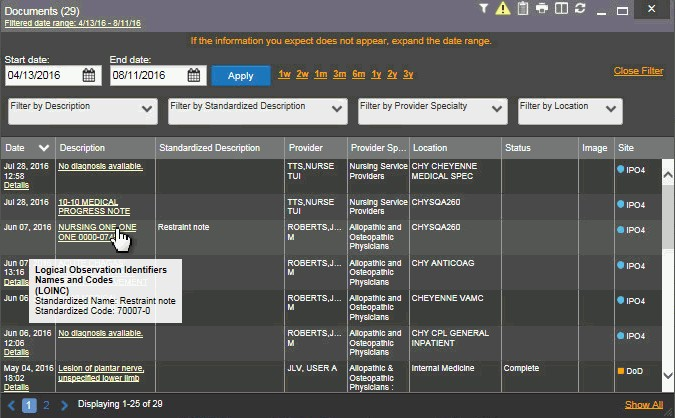 Documents (29)
Filtered date range: 4/13/16 - 8/11/16
If the information you expect does not appear, expand the date range.
Start date:
End date:
04/13/2016
08/11/2016
Apply
1w 2w 1m 3m 6m 1y 2y 3y
Close Filter
Filter by Description
Filter by Standardized Description
Filter by Provider Specialty
Filter by Location
Date Description Standardized Description Provider Provider Sp... Location Status Image Site
Jul 28, 2016 No diagnosis available. TTS,NURSE Nursing Service CHY CHEYENNE IPO4
12:58 TUI Providers MEDICAL SPEC
Details
Jul 28, 2016 10-10 MEDICAL TTS,NURSE Nursing Service CHYSQA260 IPO4
PROGRESS NOTE TUI Providers
Jun 07, 2016 NURSING ONE ONE Restraint note ROBERTS,J... Allopathic and CHYSQA260 IPO4
ONE 0000-07 M Osteopathic
Physicians
Jun 07 ROBERTS,J... Allopathic and CHY ANTICOAG IPO4
13:16 M Osteopathic
Details Physicians
Logical Observation Identifiers
Names and Codes
(LOINC)
Standardized Name: Restraint note
Standardized Code: 70007-0
Jun 06 ROBERTS,J... Allopathic and CHEYENNE VAMC IPO4
M Osteopathic
Physicians
Jun 06, 2016 No diagnosis available. ROBERTS,J... Allopathic and CHY CPL GENERAL IPO4
12:06 M Osteopathic INPATIENT
Details Physicians
May 04, 2016 Lesion of plantar nerve, JLV, USER A Allopathic & Internal Medicine Complete DoD
18:02 unspecified lower limb Osteopathic
Details Physicians :
1 2 Displaying 1-25 of 29
Show All